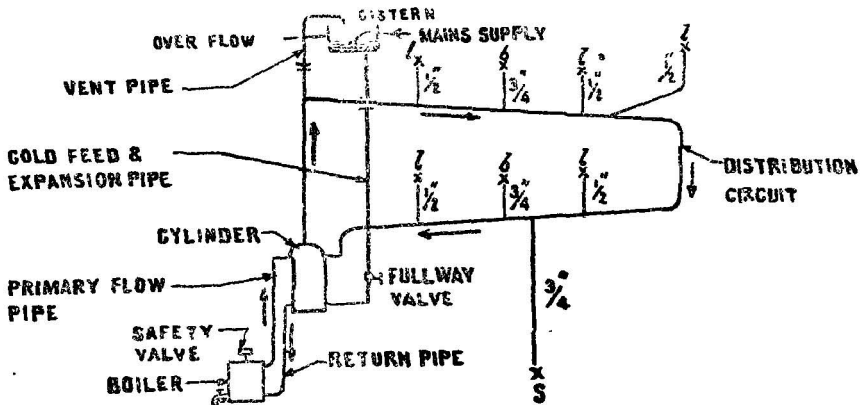 CISTERN
OVER FLOW
MAINS SUPPLY
VENT PIPE
l
1/2"
b
3/4
l
1/2"
l
1/2"
COLD FEED &
EXPANSION PIPE
DISTRIBUTION
CIRCUIT
l
1/2"
b
3/4"
l
1/2"
CYLINDER
PRIMARY FLOW
PIPE
FULLWAY
VALVE
3/4"
SAFETY
VALVE
BOILER
RETURN PIPE
S